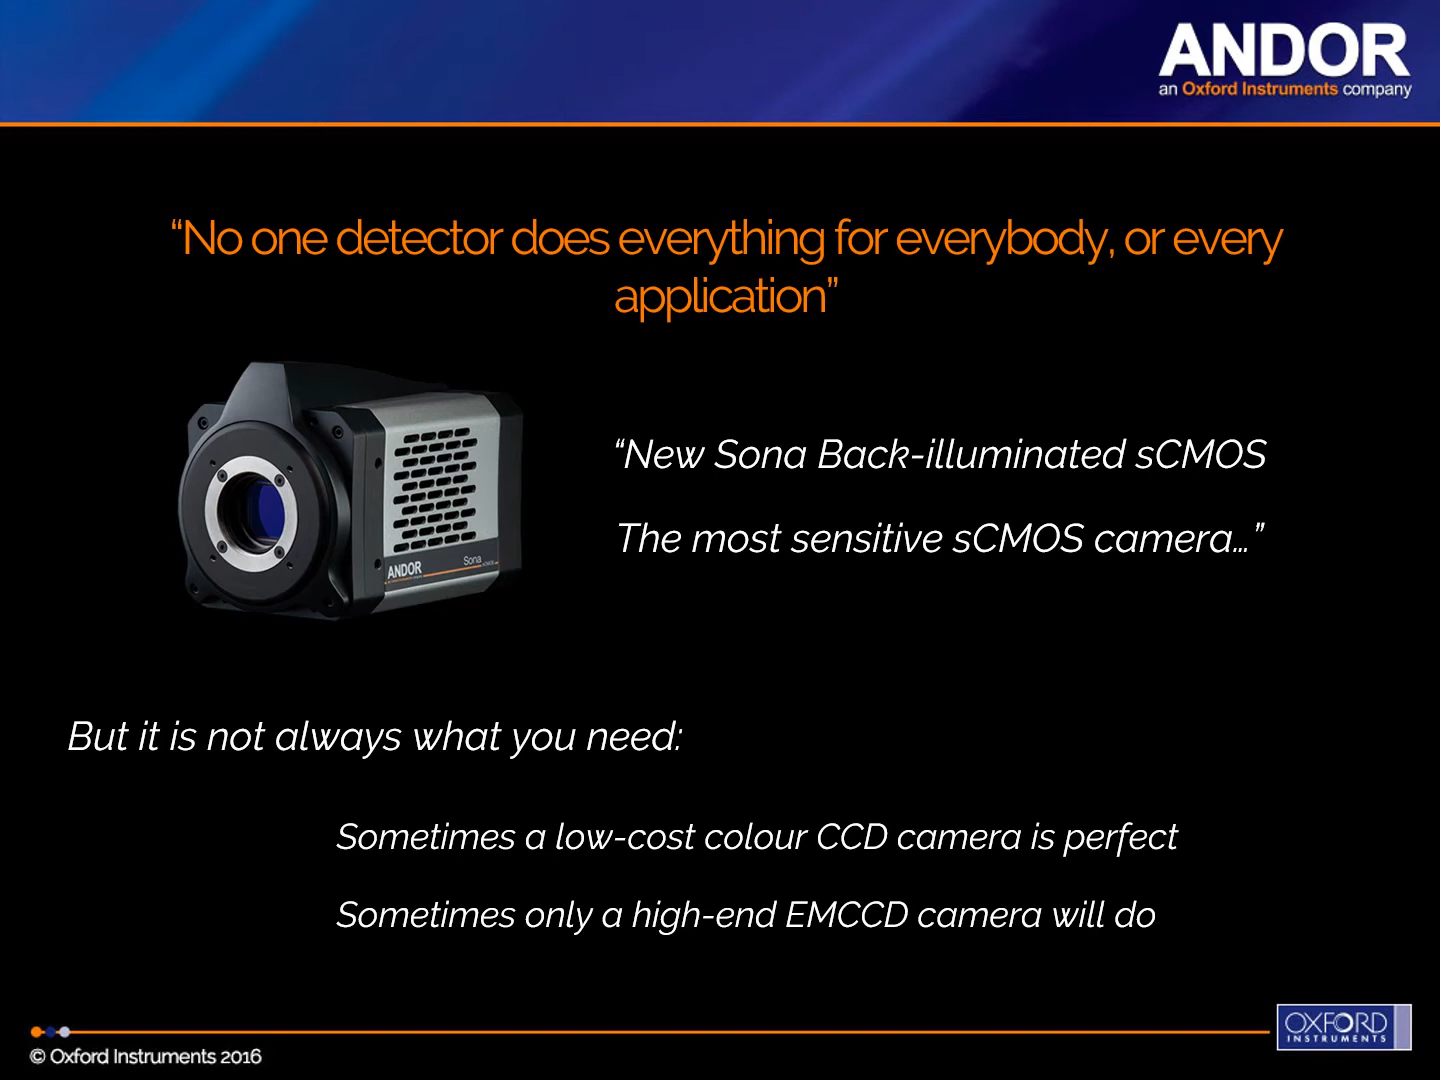 ANDOR
an Oxford Instruments company
“No one detector does everything for everybody, or every
application”
“New Sona Back-illuminated sCMOS
The most sensitive sCMOS camera…”
ANDOR
Sona
But it is not always what you need:
Sometimes a low-cost colour CCD camera is perfect
Sometimes only a high-end EMCCD camera will do
OXFORD
INSTRUMENTS
© Oxford Instruments 2016